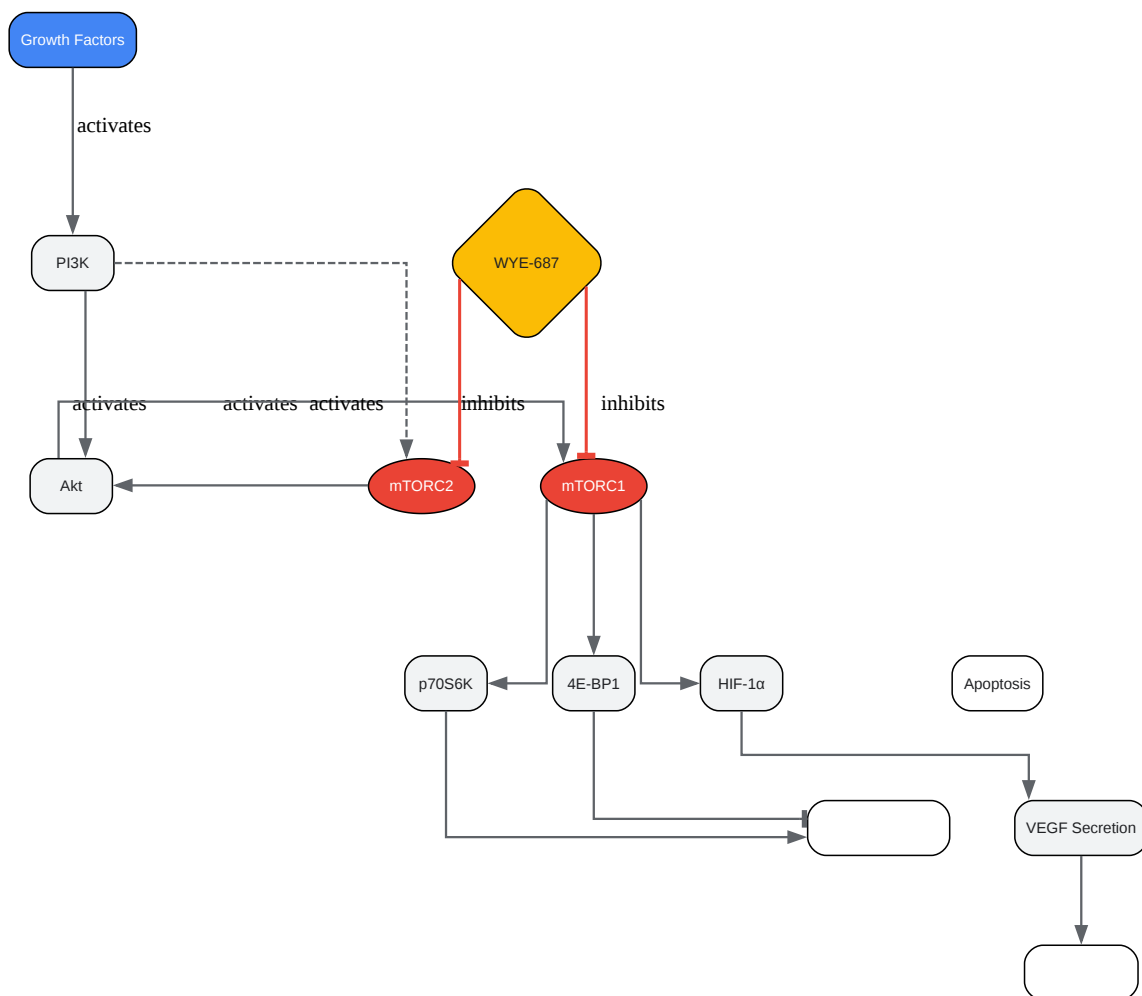 Growth Factors
activates
PI3K
WYE-687
activates
activates
activates
inhibits
inhibits
Akt
mTORC2
mTORC1
p70S6K
4E-BP1
HIF-1α
Apoptosis
VEGF Secretion